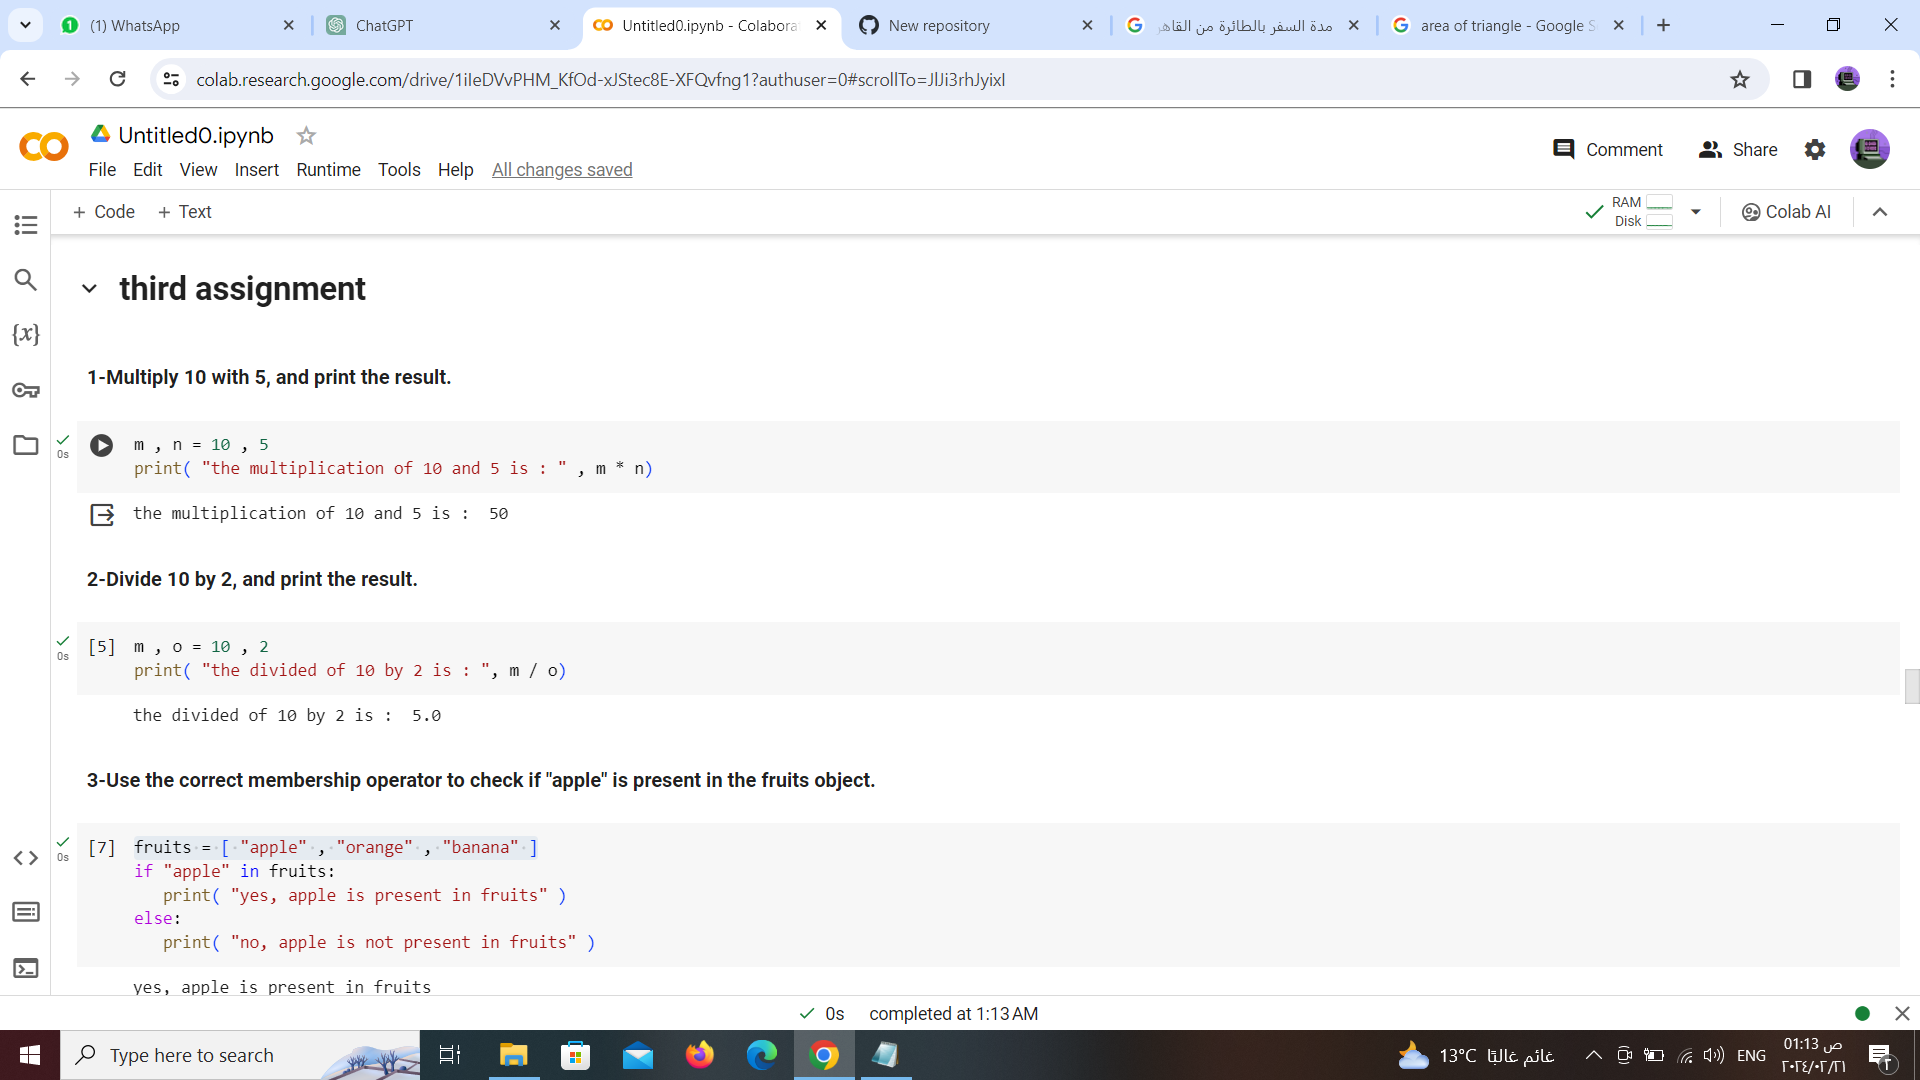 (1) WhatsApp
ChatGPT
Untitled0.ipynb - Colabora
New repository
مدة السفر بالطائرة من القاهر
area of triangle - Google S
colab.research.google.com/drive/1iIeDVvPHM_KfOd-xJStec8E-XFQvfng1?authuser=0#scrollTo=JlJi3rhJyixI
CO
Untitled0.ipynb
File Edit View Insert Runtime Tools Help All changes saved
Comment Share
+ Code + Text
RAM
Disk
Colab AI
third assignment
{x}
1-Multiply 10 with 5, and print the result.
0s
m , n = 10 , 5
print( "the multiplication of 10 and 5 is : " , m * n)
the multiplication of 10 and 5 is :  50
2-Divide 10 by 2, and print the result.
0s
[5] m , o = 10 , 2
print( "the divided of 10 by 2 is : ", m / o)
the divided of 10 by 2 is :  5.0
3-Use the correct membership operator to check if "apple" is present in the fruits object.
0s
[7] fruits = [ "apple" , "orange" , "banana" ]
if "apple" in fruits:
print( "yes, apple is present in fruits" )
else:
print( "no, apple is not present in fruits" )
yes, apple is present in fruits
0s completed at 1:13 AM
Type here to search
13°C غائم غالبًا
ENG
01:13 ص
٢٠٢٤/٠٢/٢١
٢